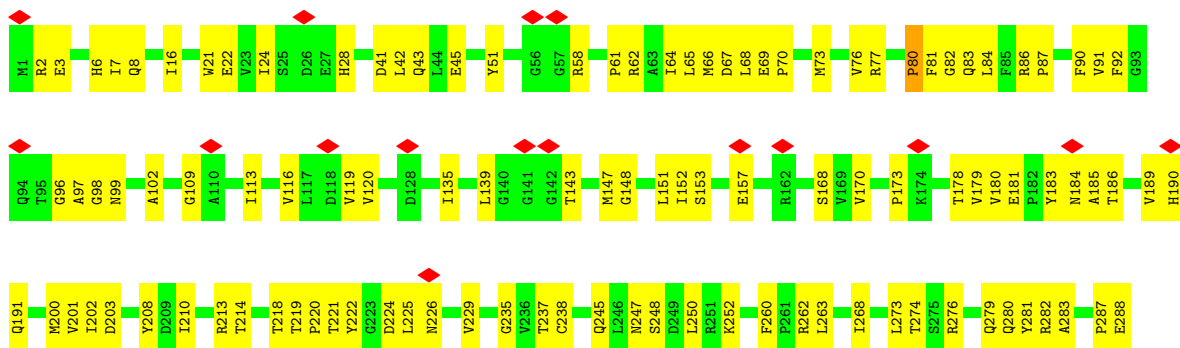 M1 R2 E3 H6 I7 Q8 I16 W21 E22 V23 I24 S25 D26 E27 H28 D41 L42 Q43 L44 E45 Y51 G56 G57 R58 P61 R62 A63 I64 L65 M66 D67 L68 E69 P70 M73 V76 R77 P80 F81 G82 Q83 L84 F85 R86 P87 F90 V91 F92 G93
Q94 T95 G96 A97 G98 N99 A102 G109 A110 I113 V116 L117 D118 V119 V120 D128 I135 L139 G140 G141 G142 T143 M147 G148 L151 I152 S153 E157 R162 S168 V169 V170 P173 K174 T178 V179 V180 E181 P182 Y183 N184 A185 T186 V189 H190
Q191 M200 V201 I202 D203 Y208 D209 I210 R213 T214 T218 T219 P220 T221 Y222 G223 D224 L225 N226 V229 G235 V236 T237 C238 Q245 L246 N247 S248 D249 L250 R251 K252 F260 P261 R262 L263 I268 L273 T274 S275 R276 Q279 Q280 Y281 R282 A283 P287 E288